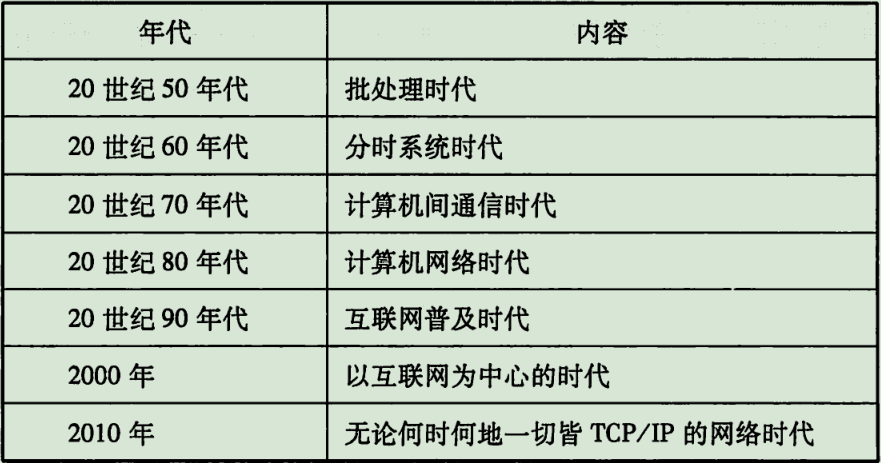 年代 内容
20 世纪 50 年代 批处理时代
20 世纪 60 年代 分时系统时代
20 世纪 70 年代 计算机间通信时代
20 世纪 80 年代 计算机网络时代
20 世纪 90 年代 互联网普及时代
2000 年 以互联网为中心的时代
2010 年 无论何时何地一切皆 TCP/IP 的网络时代